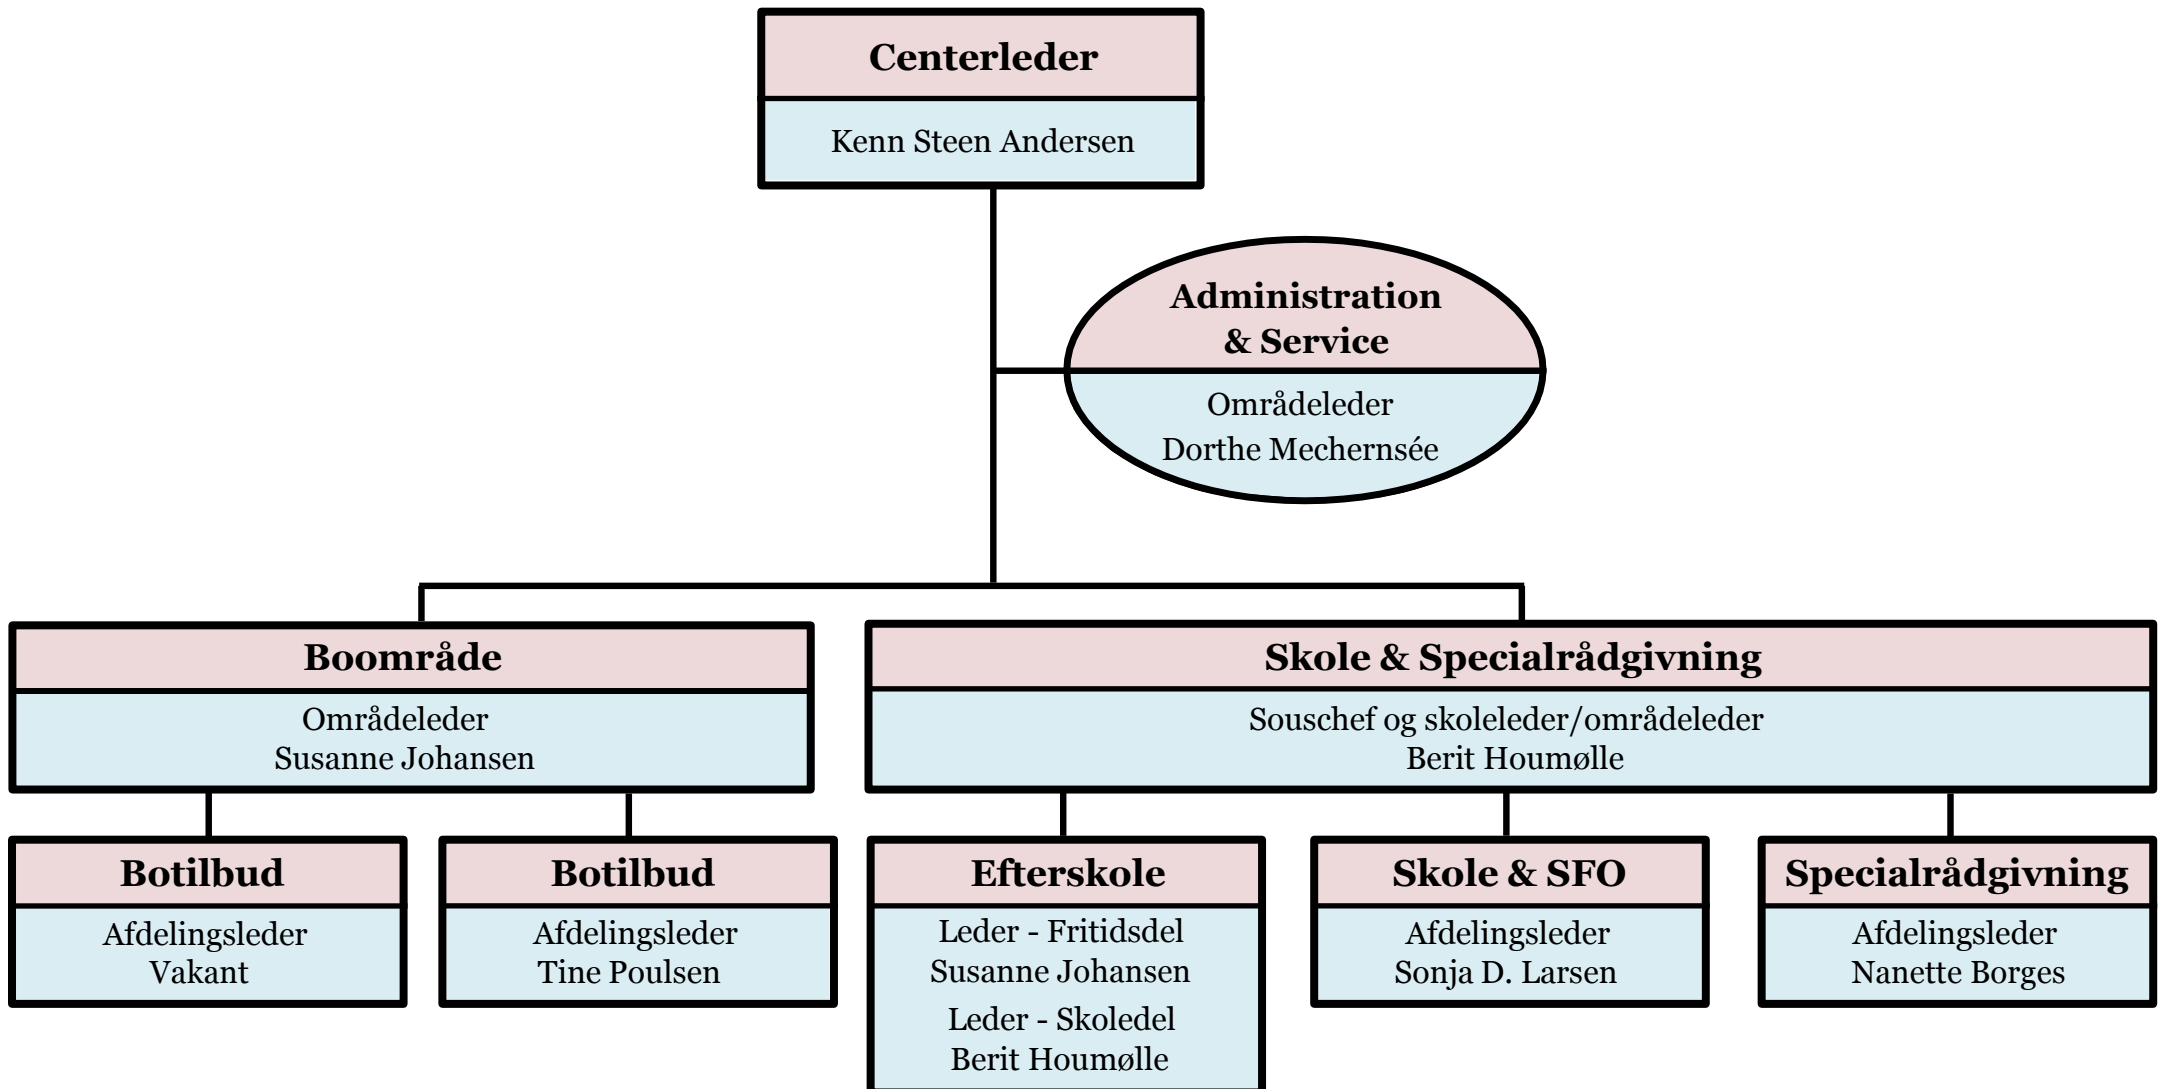 Centerleder
Kenn Steen Andersen
Administration
& Service
Områdeleder
Dorthe Mechernsée
Boområde
Områdeleder
Susanne Johansen
Skole & Specialrådgivning
Souschef og skoleleder/områdeleder
Berit Houmølle
Botilbud
Afdelingsleder
Vakant
Botilbud
Afdelingsleder
Tine Poulsen
Efterskole
Leder - Fritidsdel
Susanne Johansen
Leder - Skoledel
Berit Houmølle
Skole & SFO
Afdelingsleder
Sonja D. Larsen
Specialrådgivning
Afdelingsleder
Nanette Borges